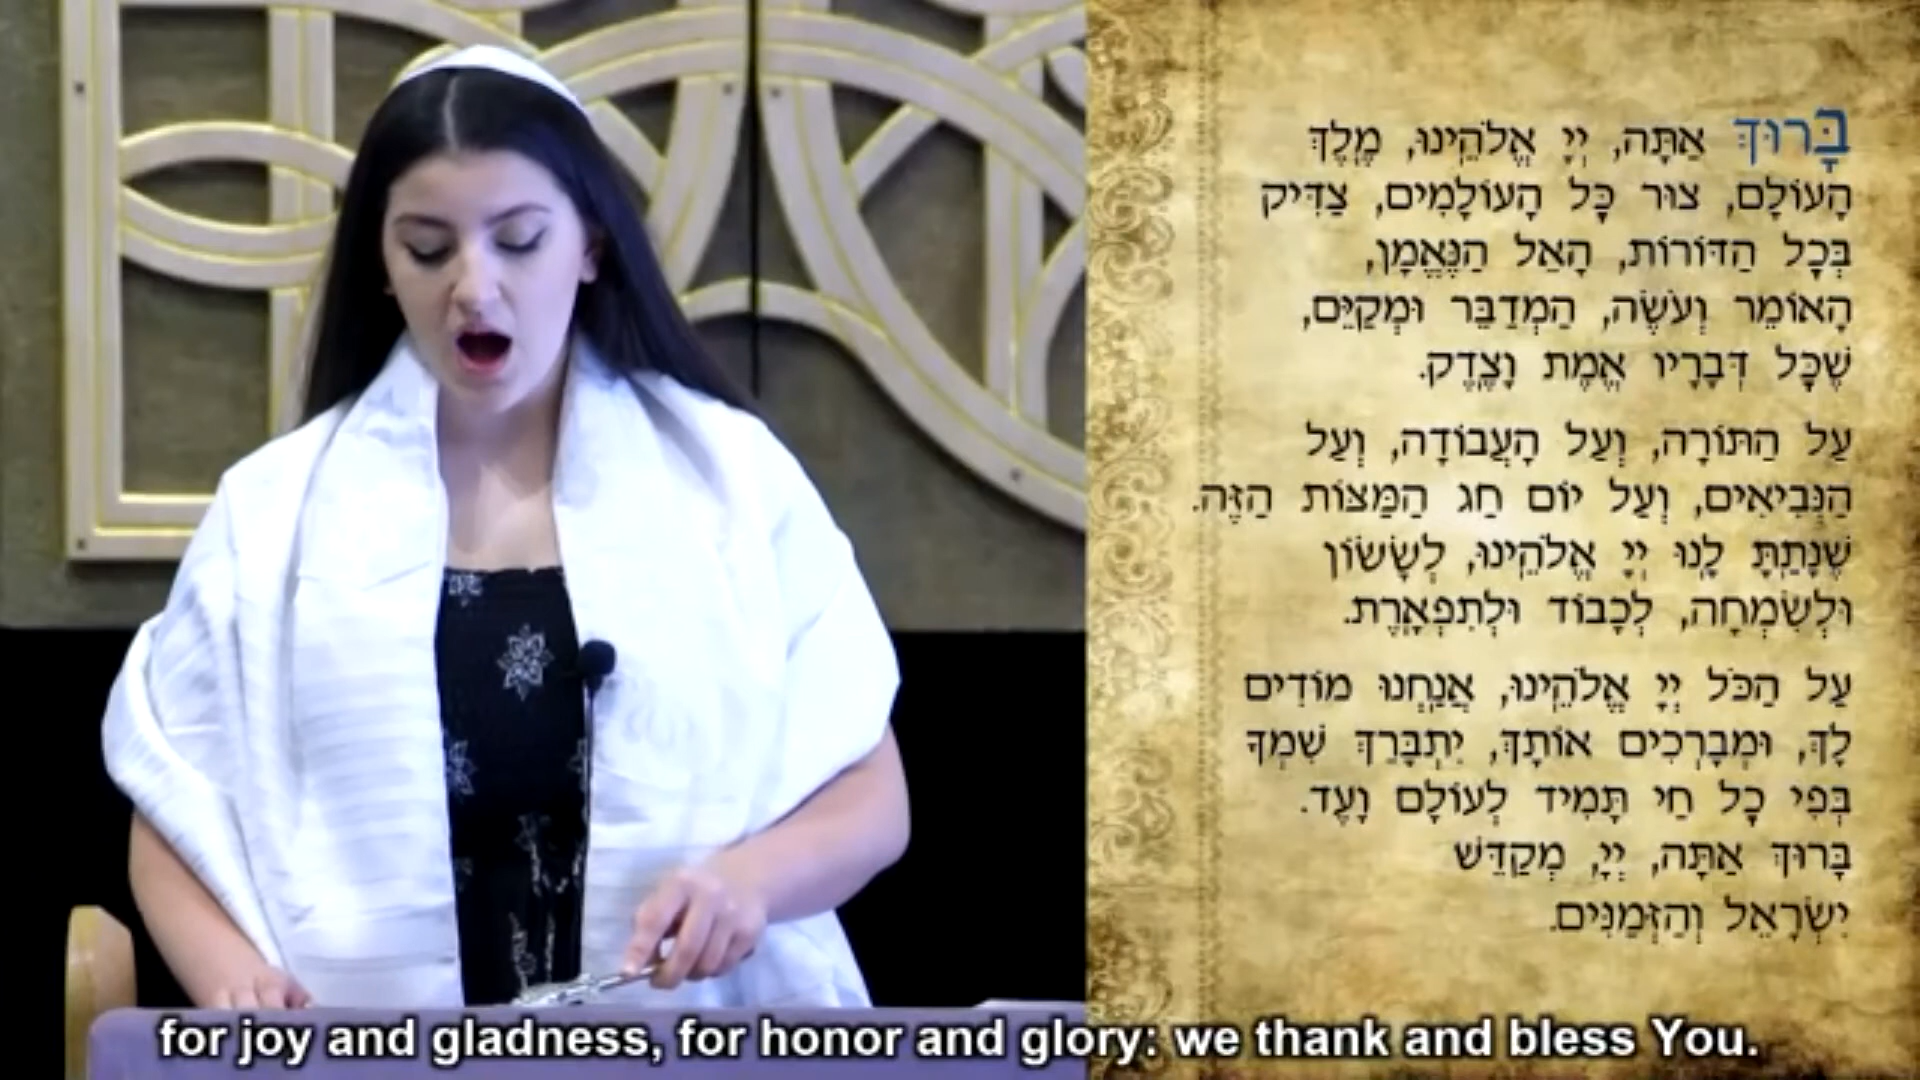 בָּרוּךְ אַתָּה, יְיָ אֱלֹהֵינוּ, מֶלֶךְ
הָעוֹלָם, צוּר כָּל הָעוֹלָמִים, צַדִּיק
בְּכָל הַדּוֹרוֹת, הָאֵל הַנֶּאֱמָן,
הָאוֹמֵר וְעֹשֶׂה, הַמְדַבֵּר וּמְקַיֵּם,
שֶׁכָּל דְּבָרָיו אֱמֶת וָצֶדֶק.
עַל הַתּוֹרָה, וְעַל הָעֲבוֹדָה, וְעַל
הַנְּבִיאִים, וְעַל יוֹם חַג הַמַּצּוֹת הַזֶּה.
שֶׁנָּתַתָּ לָנוּ יְיָ אֱלֹהֵינוּ, לְשָׂשׂוֹן
וּלְשִׂמְחָה, לְכָבוֹד וּלְתִפְאָרֶת.
עַל הַכֹּל יְיָ אֱלֹהֵינוּ, אֲנַחְנוּ מוֹדִים
לָךְ, וּמְבָרְכִים אוֹתָךְ, יִתְבָּרַךְ שִׁמְךָ
בְּפִי כָּל חַי תָּמִיד לְעוֹלָם וָעֶד.
בָּרוּךְ אַתָּה, יְיָ, מְקַדֵּשׁ
יִשְׂרָאֵל וְהַזְּמַנִּים.
for joy and gladness, for honor and glory: we thank and bless You.